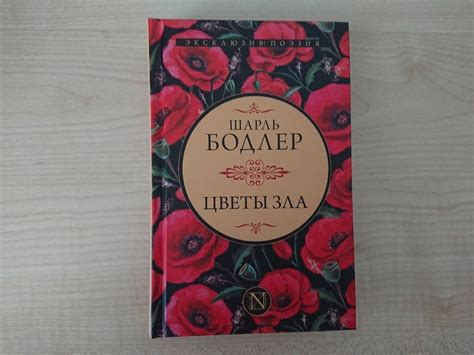 ЭКСКЛЮЗИВ: ПОЭЗИЯ
ШАРЛЬ
БОДЛЕР
ЦВЕТЫ ЗЛА
N